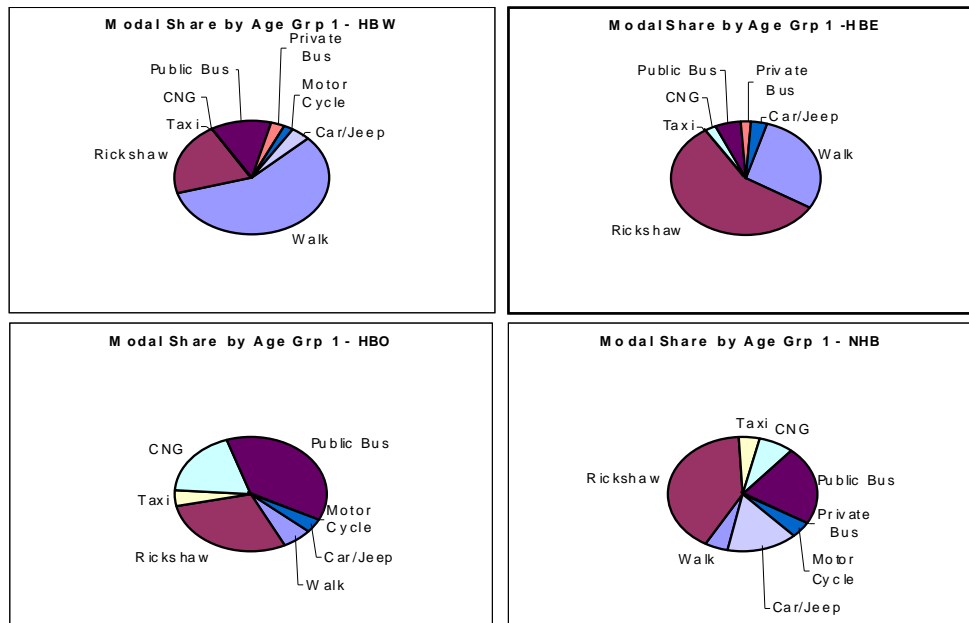 Modal Share by Age Grp 1 - HBW
Private
Bus
Public Bus
Motor
Cycle
CNG
Taxi
Car/Jeep
Rickshaw
Walk
Modal Share by Age Grp 1 -HBE
Public Bus
Private
Bus
CNG
Car/Jeep
Taxi
Walk
Rickshaw
Modal Share by Age Grp 1 - HBO
CNG
Public Bus
Taxi
Motor
Cycle
Rickshaw
Car/Jeep
Walk
Modal Share by Age Grp 1 - NHB
Taxi
CNG
Rickshaw
Public Bus
Private
Bus
Walk
Motor
Cycle
Car/Jeep